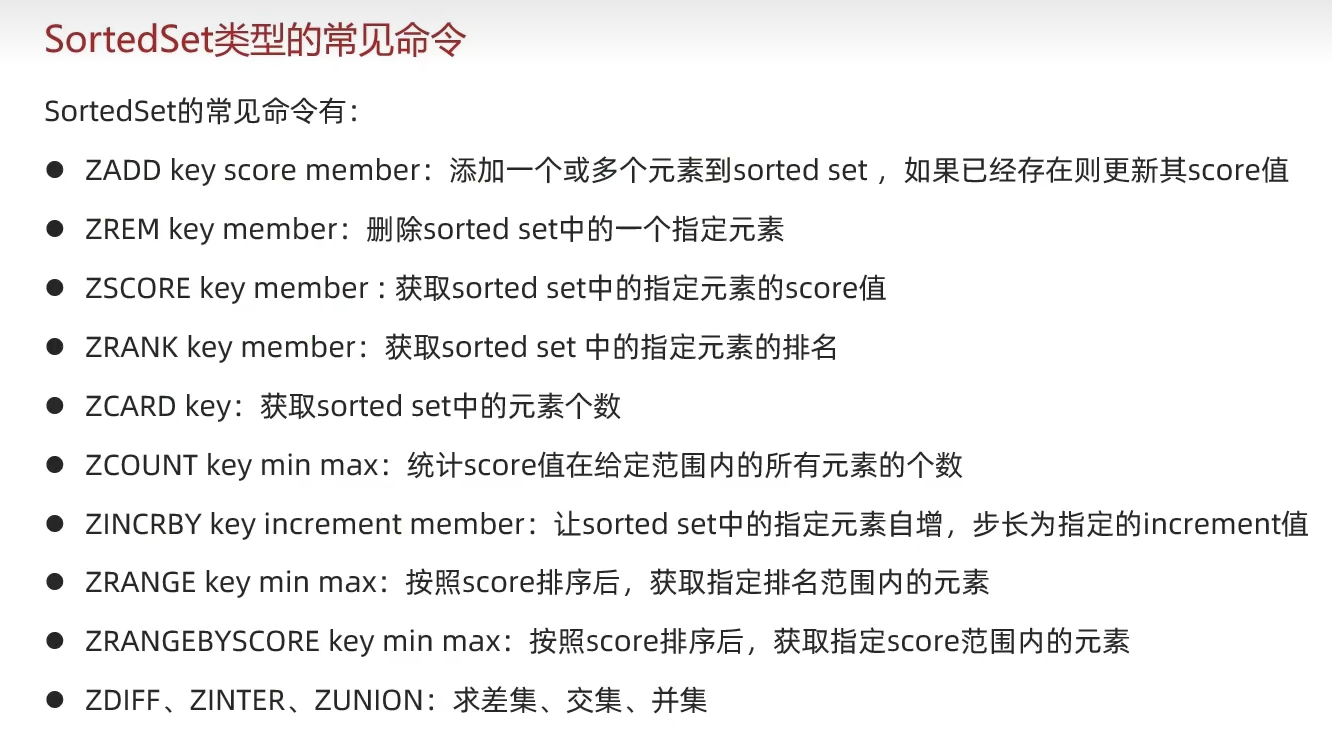 SortedSet类型的常见命令
SortedSet的常见命令有：
● ZADD key score member：添加一个或多个元素到sorted set ，如果已经存在则更新其score值
● ZREM key member：删除sorted set中的一个指定元素
● ZSCORE key member : 获取sorted set中的指定元素的score值
● ZRANK key member：获取sorted set 中的指定元素的排名
● ZCARD key：获取sorted set中的元素个数
● ZCOUNT key min max：统计score值在给定范围内的所有元素的个数
● ZINCRBY key increment member：让sorted set中的指定元素自增，步长为指定的increment值
● ZRANGE key min max：按照score排序后，获取指定排名范围内的元素
● ZRANGEBYSCORE key min max：按照score排序后，获取指定score范围内的元素
● ZDIFF、ZINTER、ZUNION：求差集、交集、并集